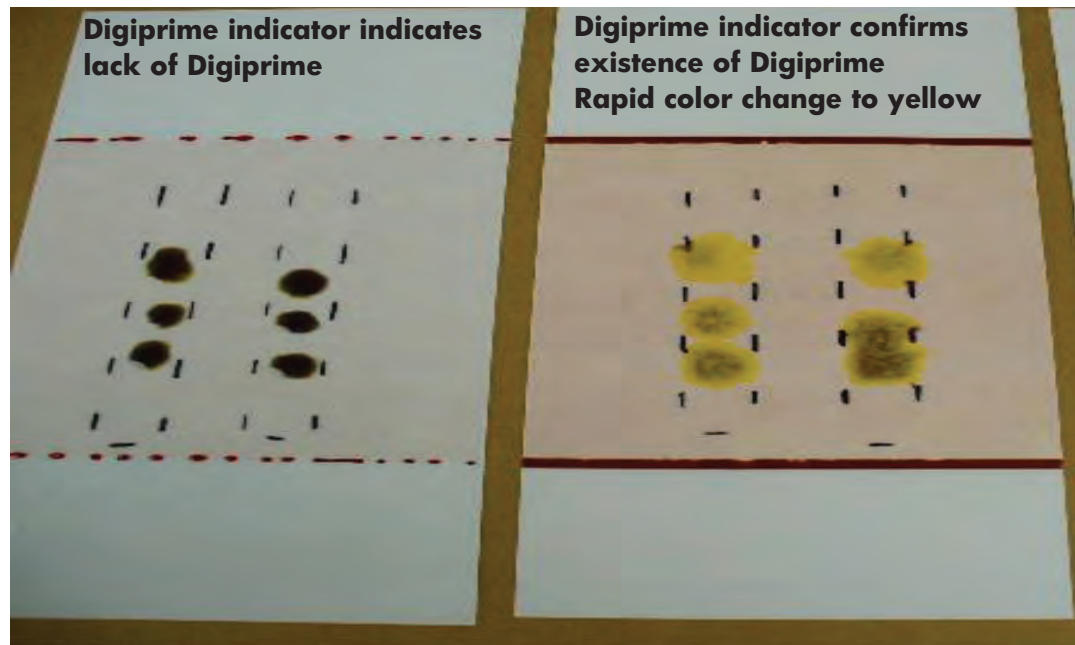 Digiprime indicator indicates
lack of Digiprime
Digiprime indicator confirms
existence of Digiprime
Rapid color change to yellow